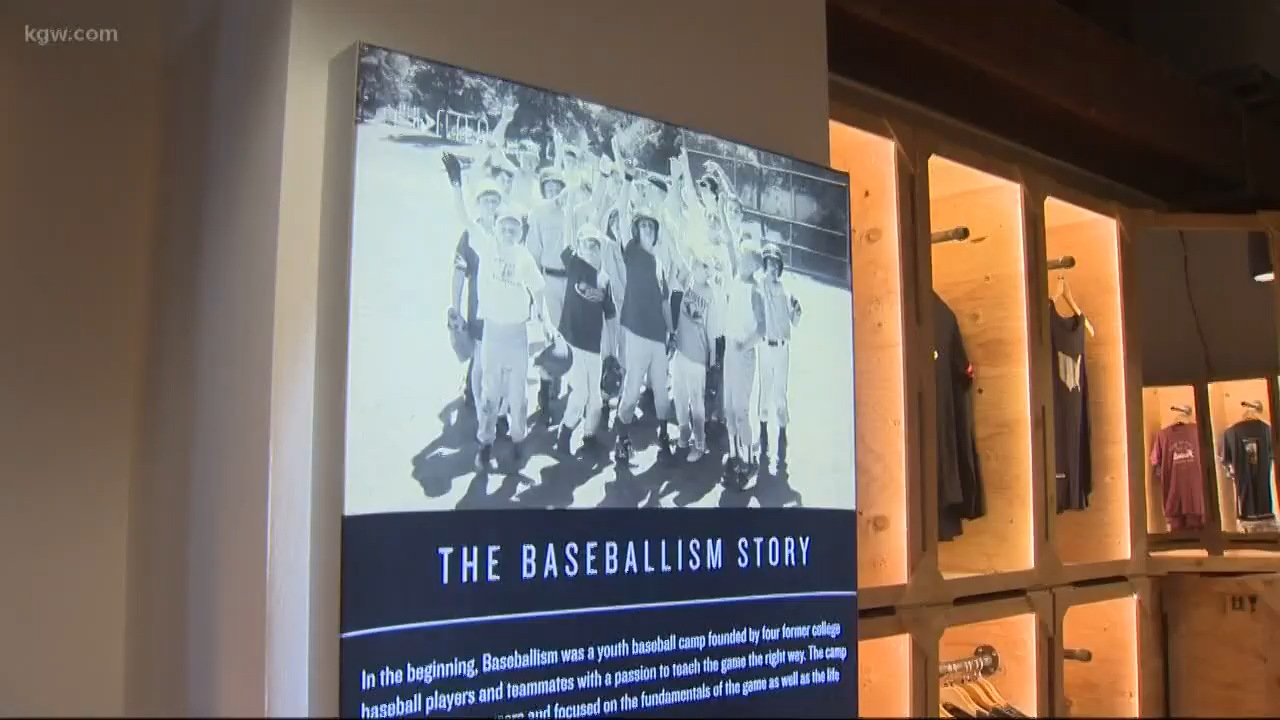 kgw.com
THE BASEBALLISM STORY
In the beginning, Baseballism was a youth baseball camp founded by four former college
baseball players and teammates with a passion to teach the game the right way. The camp
and focused on the fundamentals of the game as well as the life